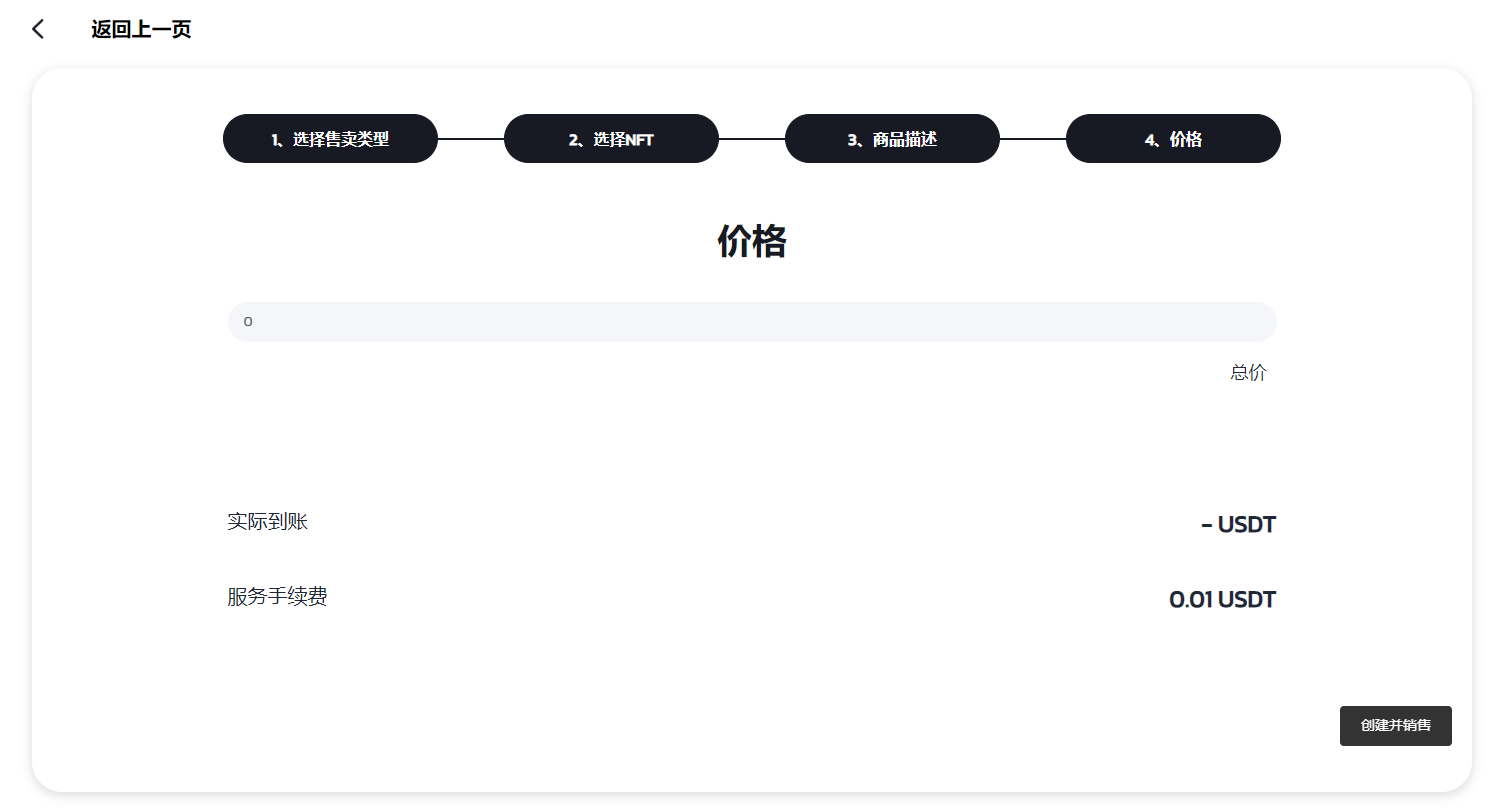 返回上一页
1、选择售卖类型
2、选择NFT
3、商品描述
4、价格
价格
0
总价
实际到账
- USDT
服务手续费
0.01 USDT
创建并销售